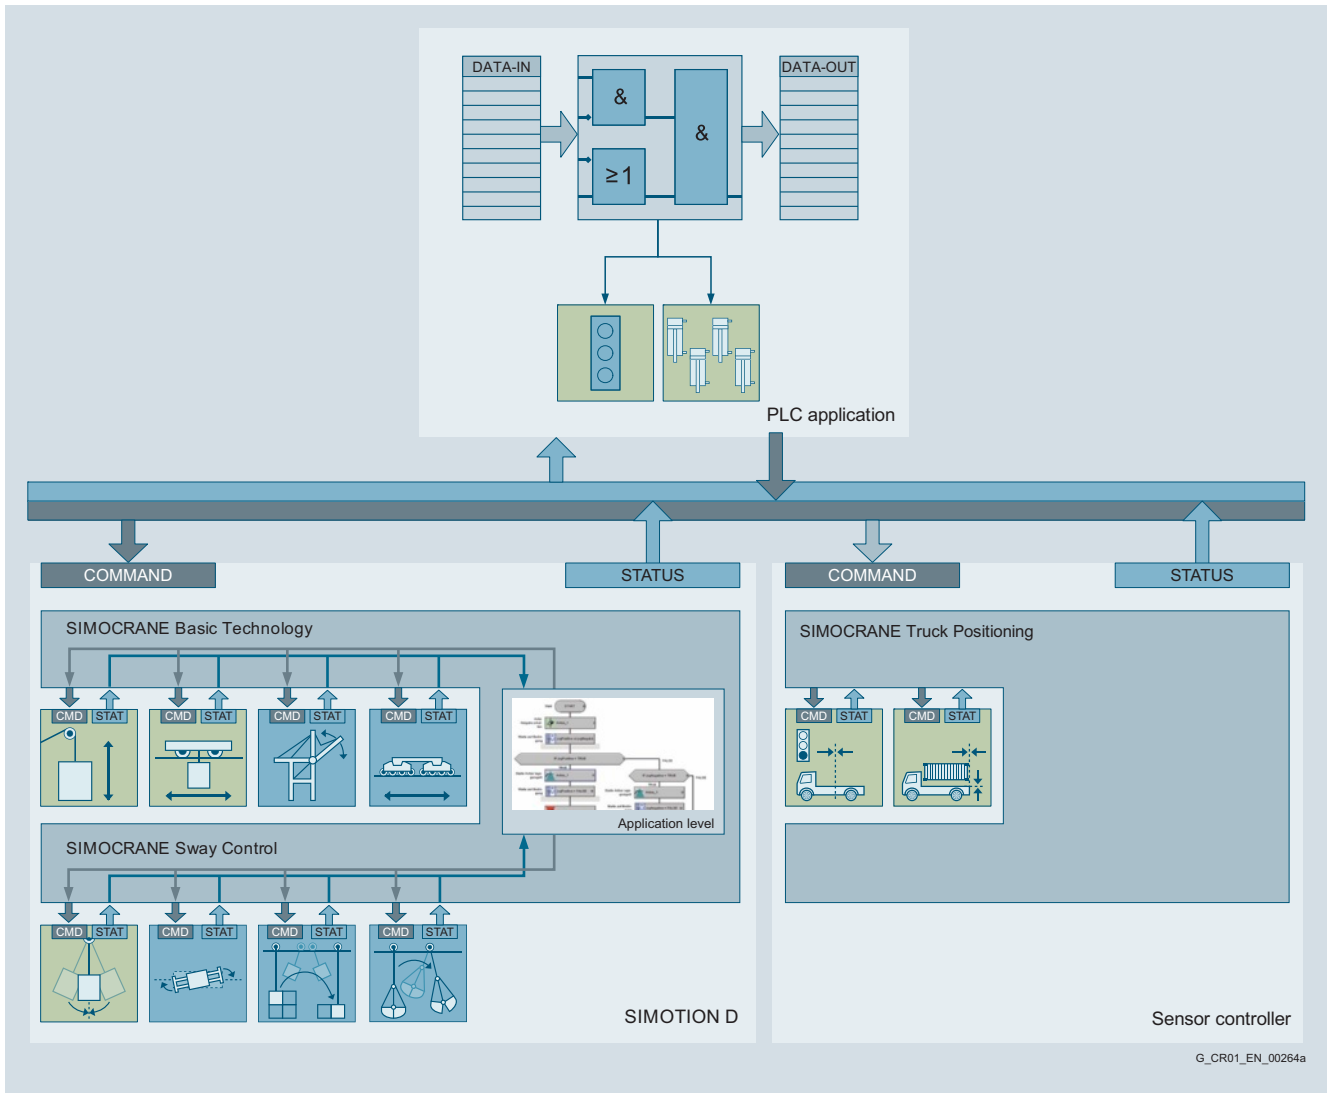 DATA-IN
DATA-OUT
&
&
≥1
PLC application
COMMAND
STATUS
COMMAND
STATUS
SIMOCRANE Basic Technology
SIMOCRANE Truck Positioning
CMD STAT
CMD STAT
CMD STAT
CMD STAT
CMD STAT
CMD STAT
Application level
SIMOCRANE Sway Control
CMD STAT
CMD STAT
CMD STAT
CMD STAT
SIMOTION D
Sensor controller
G_CR01_EN_00264a